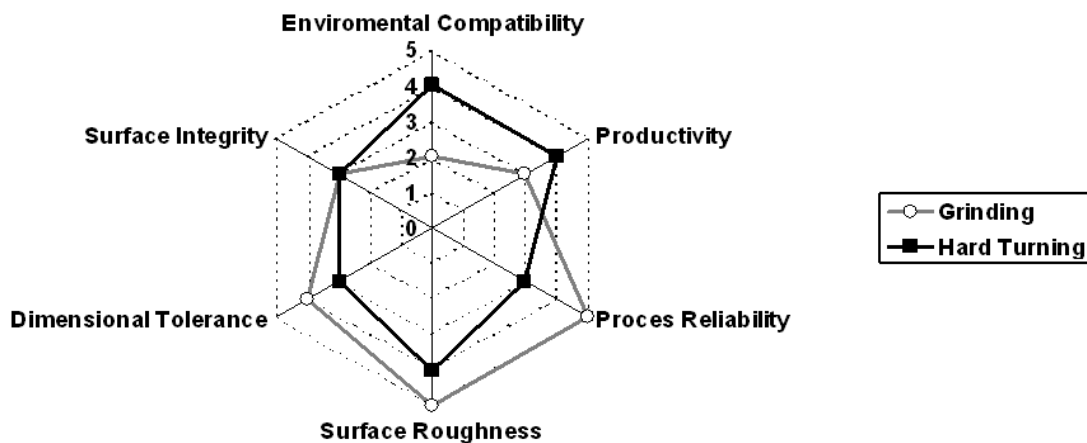 Enviromental Compatibility
5
4
3
2
1
0
Surface Integrity
Productivity
Grinding
Hard Turning
Dimensional Tolerance
Proces Reliability
Surface Roughness